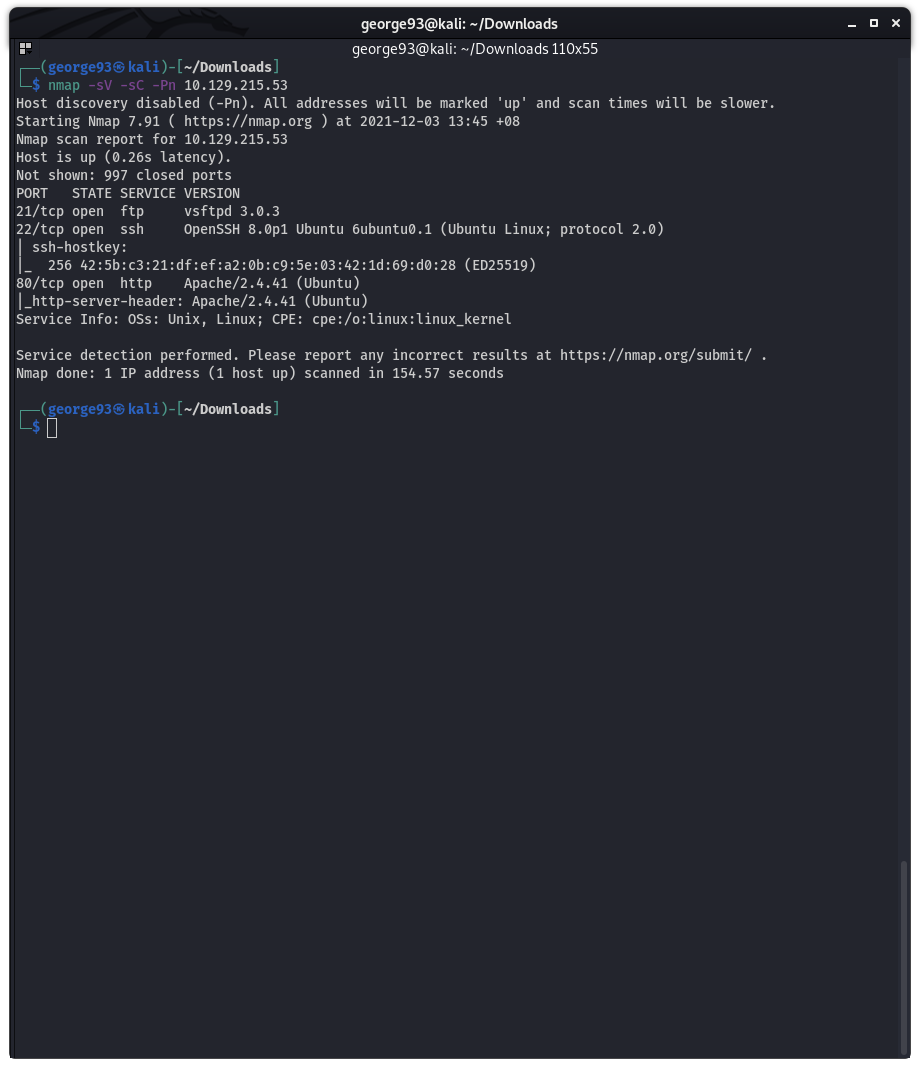 george93@kali: ~/Downloads
george93@kali: ~/Downloads 110x55
┌──(george93㉿kali)-[~/Downloads]
└─$ nmap -sV -sC -Pn 10.129.215.53
Host discovery disabled (-Pn). All addresses will be marked 'up' and scan times will be slower.
Starting Nmap 7.91 ( https://nmap.org ) at 2021-12-03 13:45 +08
Nmap scan report for 10.129.215.53
Host is up (0.26s latency).
Not shown: 997 closed ports
PORT   STATE SERVICE VERSION
21/tcp open  ftp     vsftpd 3.0.3
22/tcp open  ssh     OpenSSH 8.0p1 Ubuntu 6ubuntu0.1 (Ubuntu Linux; protocol 2.0)
| ssh-hostkey:
|_  256 42:5b:c3:21:df:ef:a2:0b:c9:5e:03:42:1d:69:d0:28 (ED25519)
80/tcp open  http    Apache/2.4.41 (Ubuntu)
|_http-server-header: Apache/2.4.41 (Ubuntu)
Service Info: OSs: Unix, Linux; CPE: cpe:/o:linux:linux_kernel
Service detection performed. Please report any incorrect results at https://nmap.org/submit/ .
Nmap done: 1 IP address (1 host up) scanned in 154.57 seconds
┌──(george93㉿kali)-[~/Downloads]
└─$